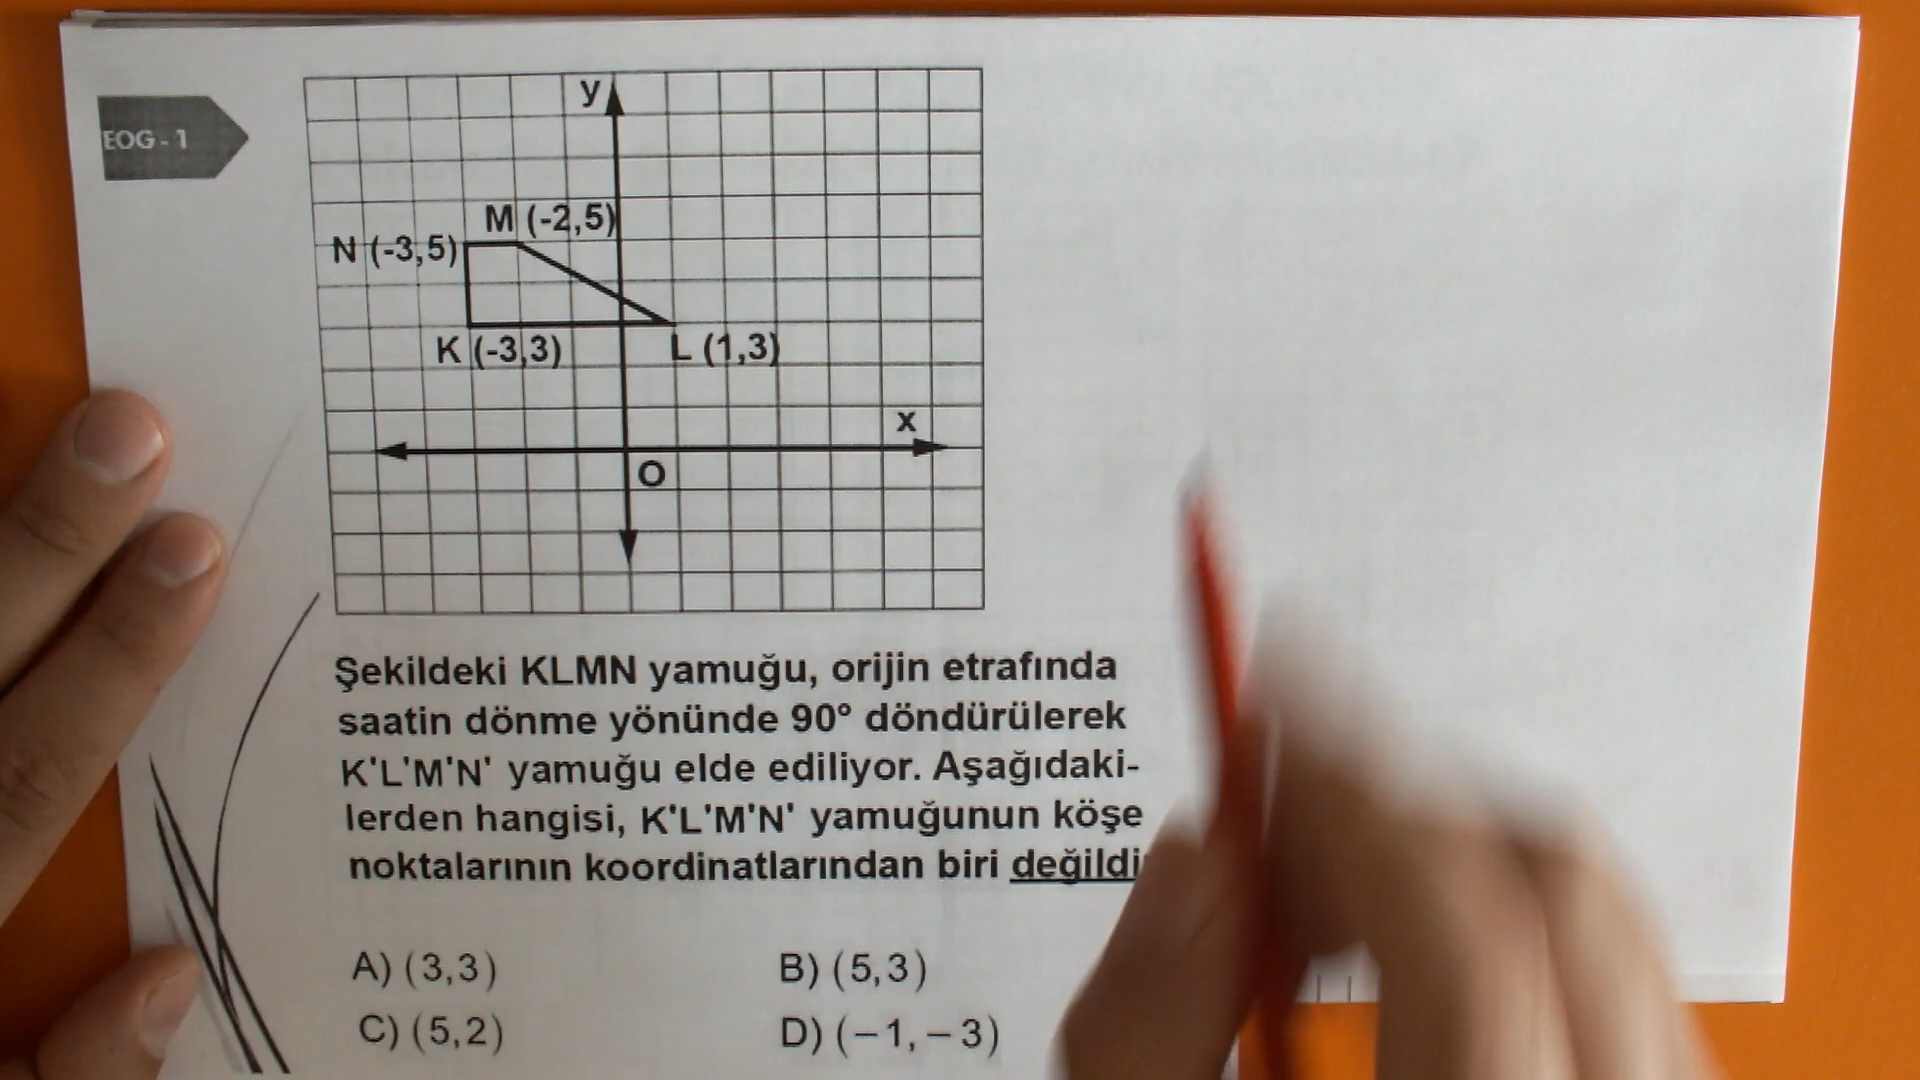 EOG - 1
y
M (-2,5)
N (-3,5)
K (-3,3)
L (1,3)
x
O
Şekildeki KLMN yamuğu, orijin etrafında
saatin dönme yönünde 90° döndürülerek
K'L'M'N' yamuğu elde ediliyor. Aşağıdaki-
lerden hangisi, K'L'M'N' yamuğunun köşe
noktalarının koordinatlarından biri
A) (3,3)
B) (5,3)
C) (5,2)
D) (−1,−3)